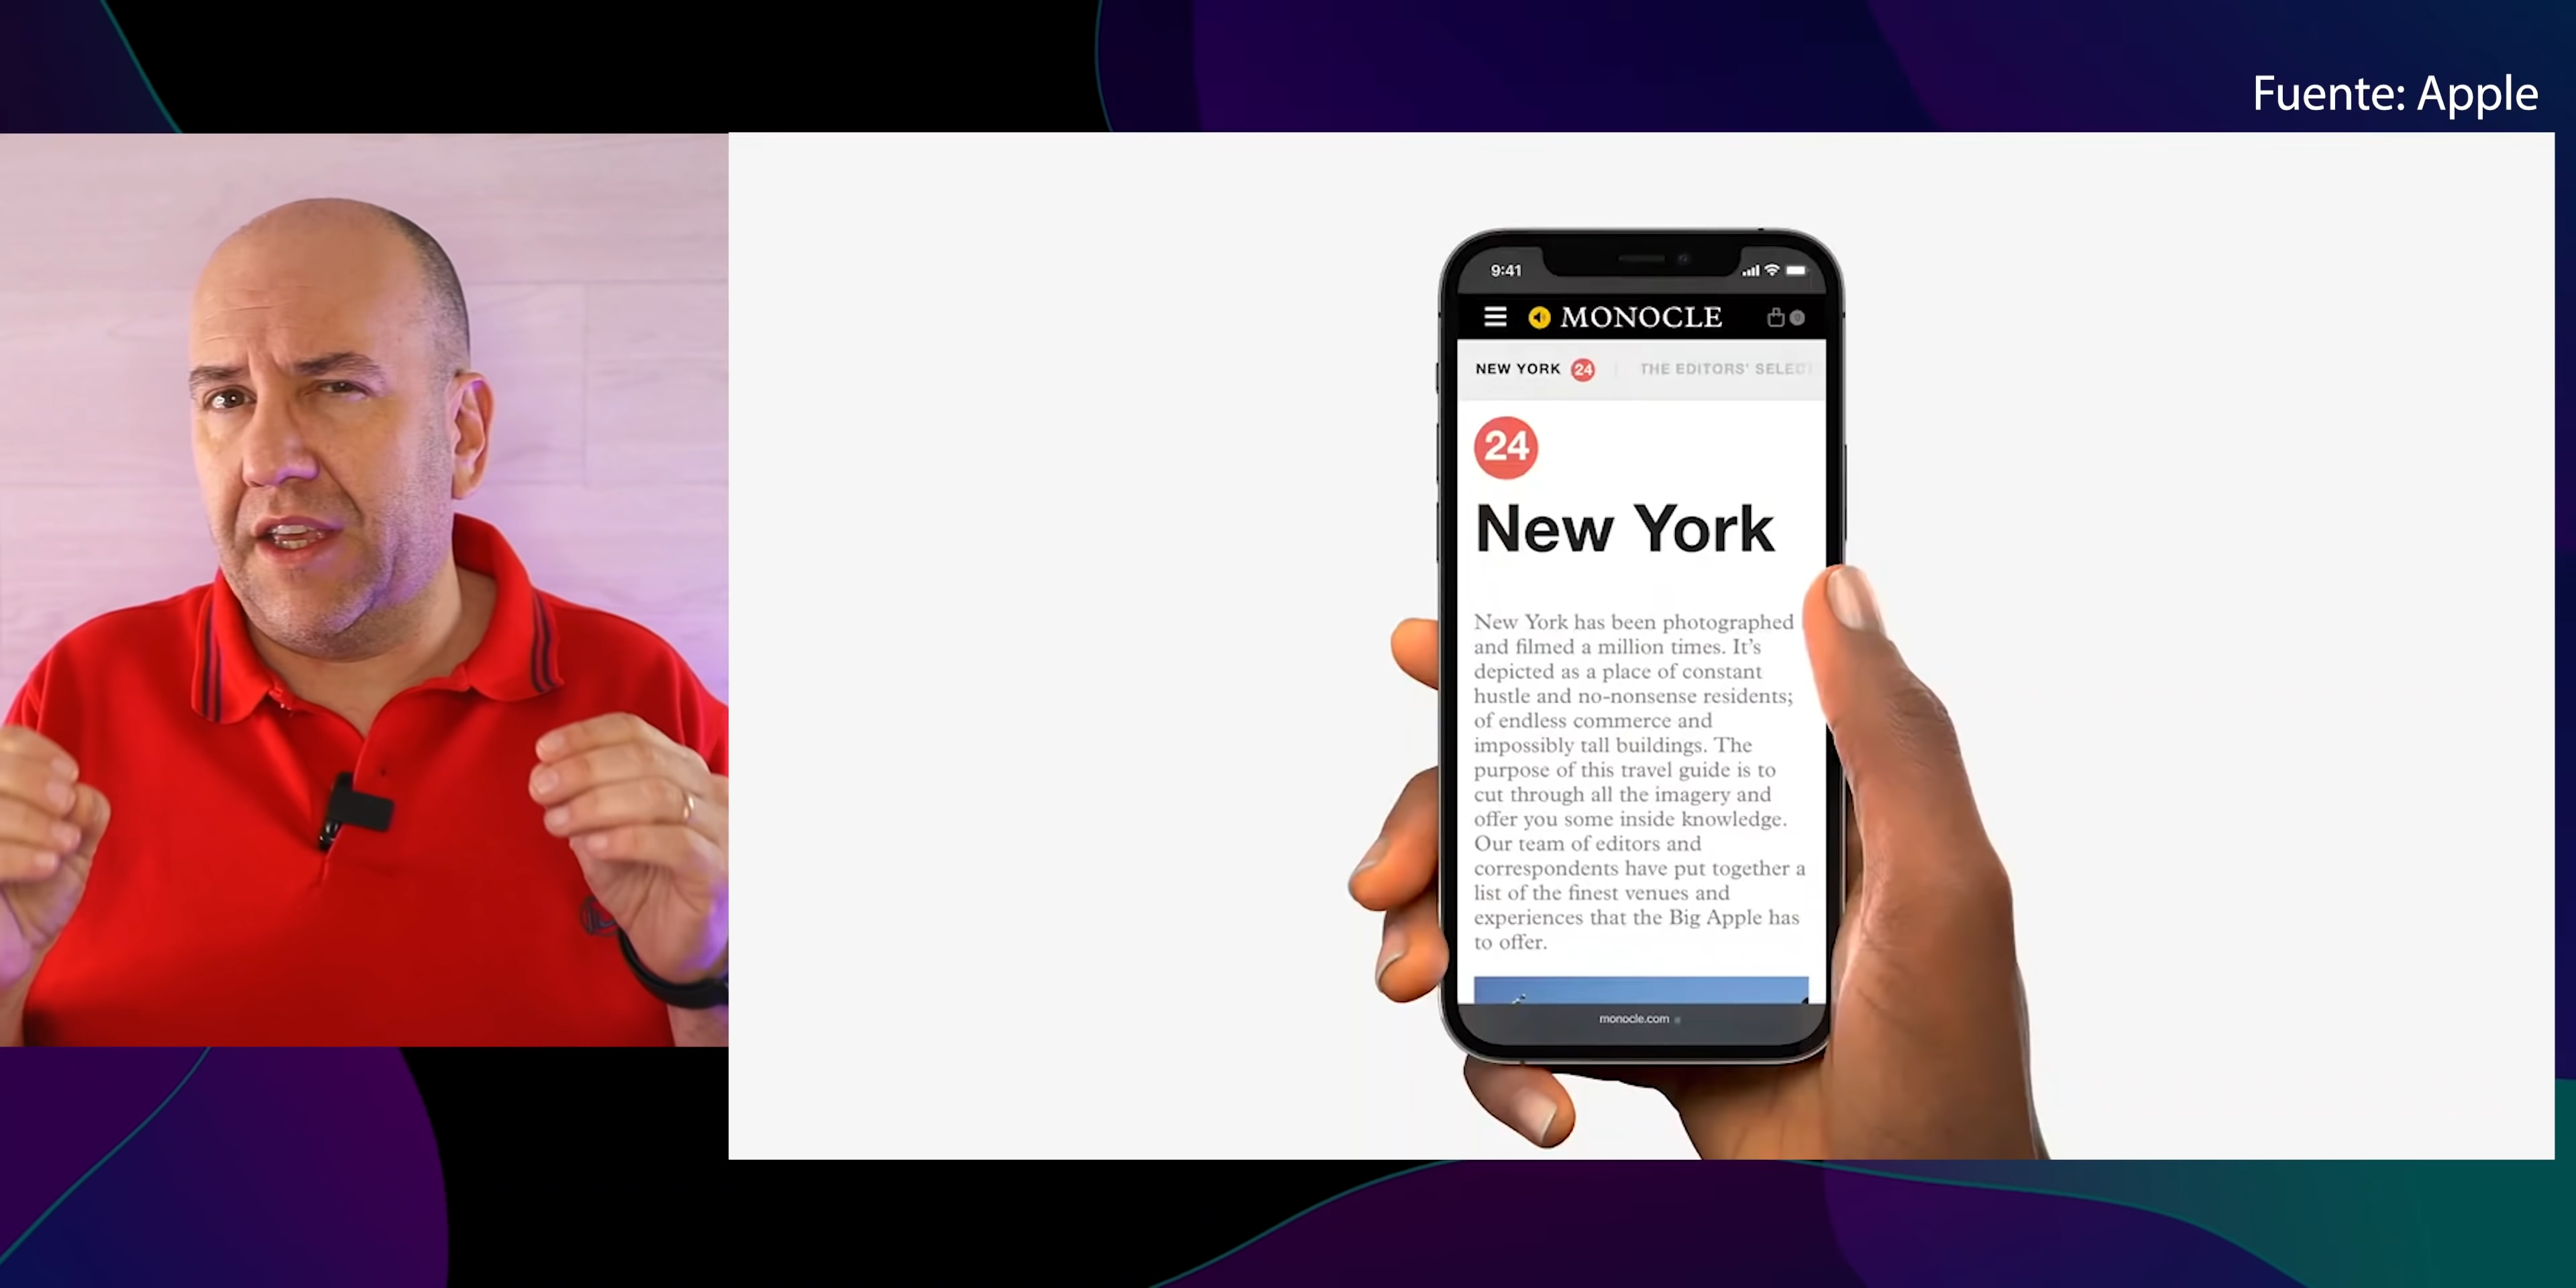 Fuente: Apple
9:41
MONOCLE
NEW YORK 24 THE EDITORS' SELECT
24
New York
New York has been photographed
and filmed a million times. It's
depicted as a place of constant
hustle and no-nonsense residents;
of endless commerce and
impossibly tall buildings. The
purpose of this travel guide is to
cut through all the imagery and
offer you some inside knowledge.
Our team of editors and
correspondents have put together a
list of the finest venues and
experiences that the Big Apple has
to offer.
monocle.com